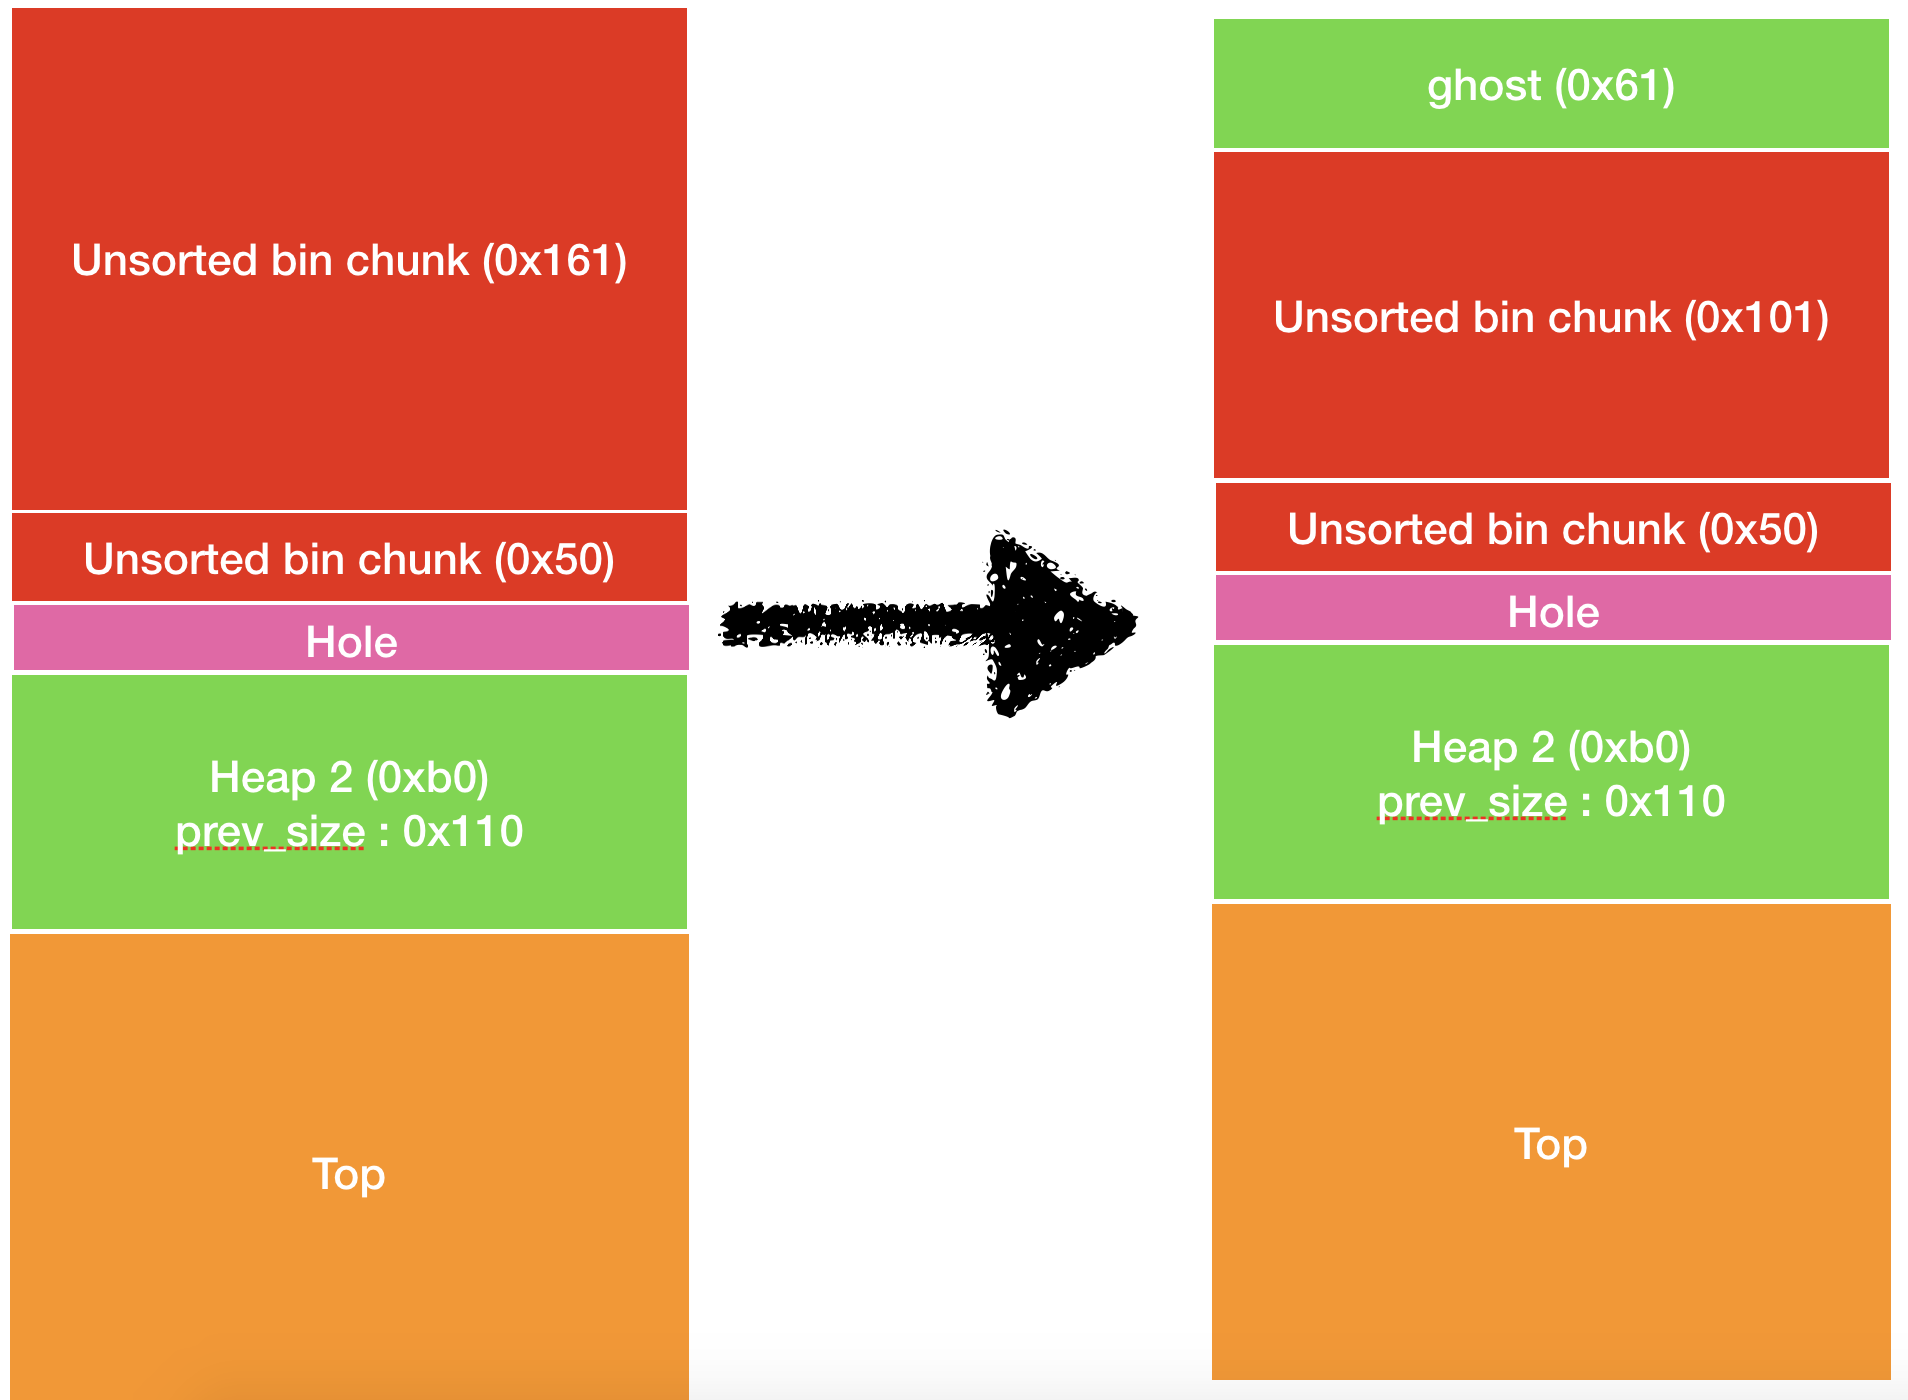 Unsorted bin chunk (0x161)
Unsorted bin chunk (0x50)
Hole
Heap 2 (0xb0)
prev_size : 0x110
Top
ghost (0x61)
Unsorted bin chunk (0x101)
Unsorted bin chunk (0x50)
Hole
Heap 2 (0xb0)
prev_size : 0x110
Top